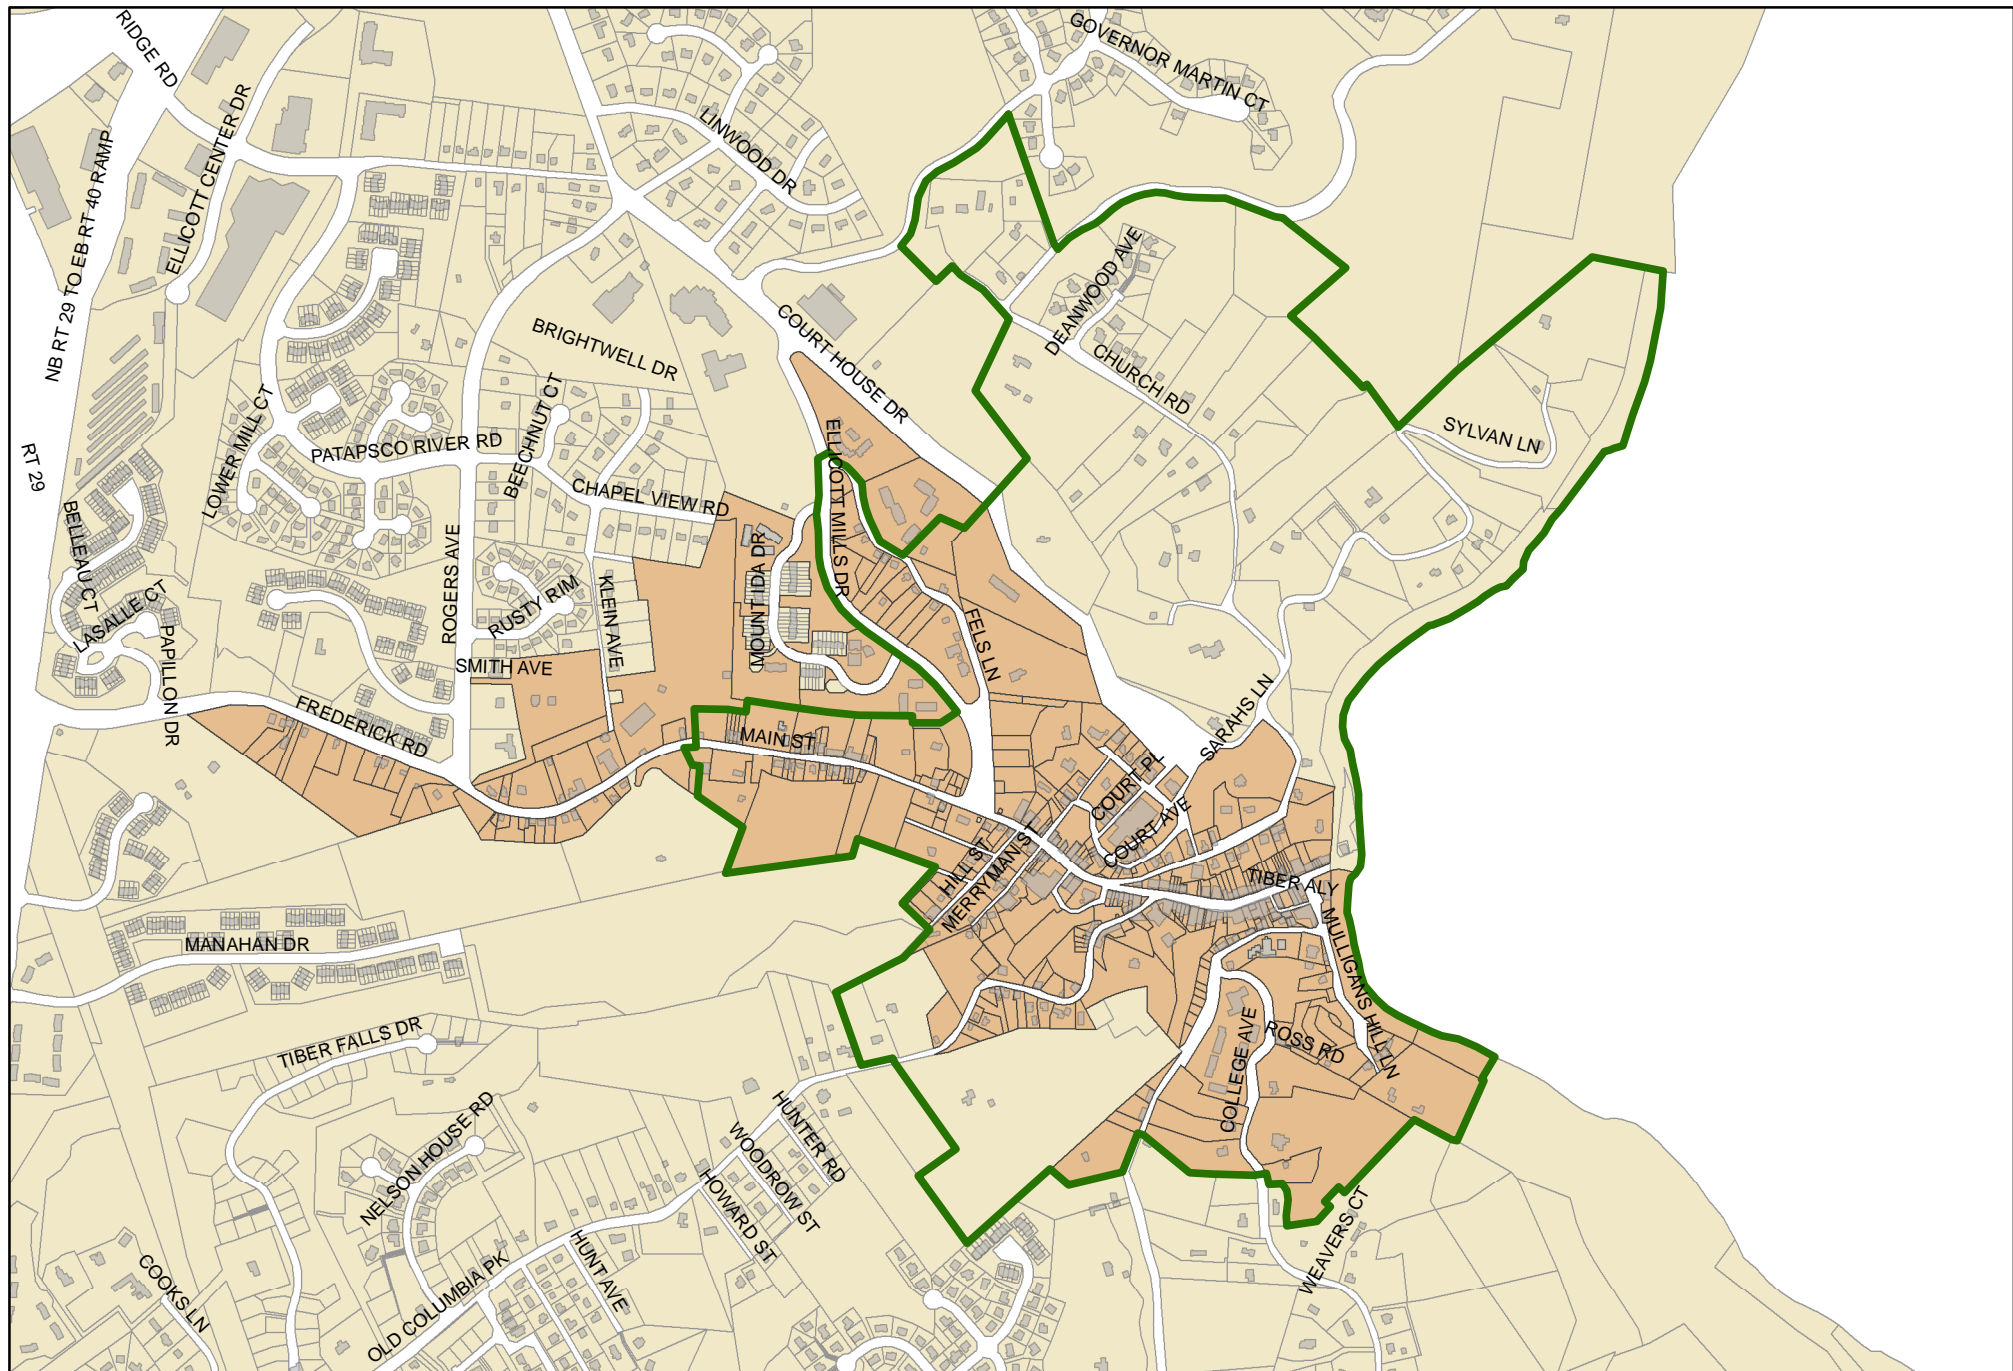 RIDGE RD
GOVERNOR MARTIN CT
ELLICOTT CENTER DR
LINWOOD DR
NB RT 29 TO EB RT 40 RAMP
DEANWOOD AVE
BRIGHTWELL DR
COURT HOUSE DR
CHURCH RD
BEECHNUT CT
LOWER MILL CT
PATAPSCO RIVER RD
SYLVAN LN
RT 29
ELLICOTT MILLS DR
CHAPEL VIEW RD
BELLEAU CT
ROGERS AVE
MOUNT IDA DR
LASALLE CT
RUSTY RIM
KLEIN AVE
FELS LN
PAPILLON DR
SMITH AVE
SARAHS LN
FREDERICK RD
MAIN ST
COURT PL
COURT AVE
HILL ST
MERRYMAN ST
TIBER ALY
MANAHAN DR
MULLIGANS HILL LN
TIBER FALLS DR
ROSS RD
COLLEGE AVE
NELSON HOUSE RD
HUNTER RD
WOODROW ST
HOWARD ST
WEAVERS CT
HUNT AVE
COOKS LN
OLD COLUMBIA PK